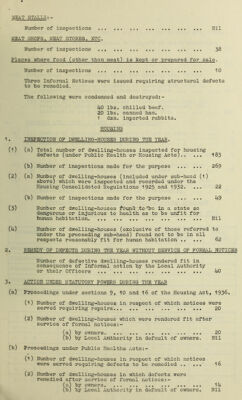 MEAT STALLS:-
Number of inspections ... ... ... ... ... Nil
MEAT SHOPS, MEAT STORES, ETC.
Number of inspections ... ... ... ... ... 38
Places where food (other than meat) is kept or prepared for sale.
Number of inspections ... ... ... ... ... 10
Three Informal Notices were issued requiring structural defects
to be remedied.
The following were condemned and destroyed:-
40 lbs. chilled beef.
20 lbs. canned ham.
1 dan. imported rabbits.
HOUSING
1. INSPECTION OF DWELLING-HOUSES DURING THE YEAR.
(1) (a) Total number of dwelling-houses inspected for housing
defects (under Public Health or Housing Acts).. ... 183
(b) Number of inspections made for the purpose ... 269
(2) (a) Number of dwelling-houses (included under sub-head (1)
above) which were inspected and recorded under the
Housing Consolidated Regulations 1925 and 1932. ... 22
(b) Number of inspections made for the purpose ... 49
(3) Number of dwelling-houses found to be in a state so
dangerous or injurious to health as to be unfit for
human habitation. ... ... ... ... ... Nil
(4) Number of dwelling-houses (exclusive of those referred to
under the preceding sub-head) found not to be in all
respects reasonably fit for human habitation ... ... 62
2. REMEDY OF DEFECTS DURING THE YEAR WITHOUT SERVICE OF FORMAL NOTICES
Number of defective dwelling-houses rendered fit in
consequence of informal action by the Local Authority
or their Officers ... ... ... ... ... 40
3. ACTION UNDER STATUTORY POWERS DURING THE YEAR
(a) Proceedings under sections 9, 10 and 16 of the Housing Act, 1936.
(1) Number of dwelling-houses in respect of which notices were
served requiring repairs... ... ... ... ... 20
(2) Number of dwelling-houses which were rendered fit after
service of formal notices:-
(a) by owners. ... ... ... ... 20
(b) by Local Authority in default of owners. Nil
(b) Proceedings under Public Healths Acts:-
(1) Number of dwelling-houses in respect of which notices
were served requiring defects to be remedied .. ... 16
(2) Number of dwelling-houses in which defects were
remedied after service of formal notices:-
(a) by owners. ... ... ... ... 14
(b) by Local Authority in default of owners. Nil